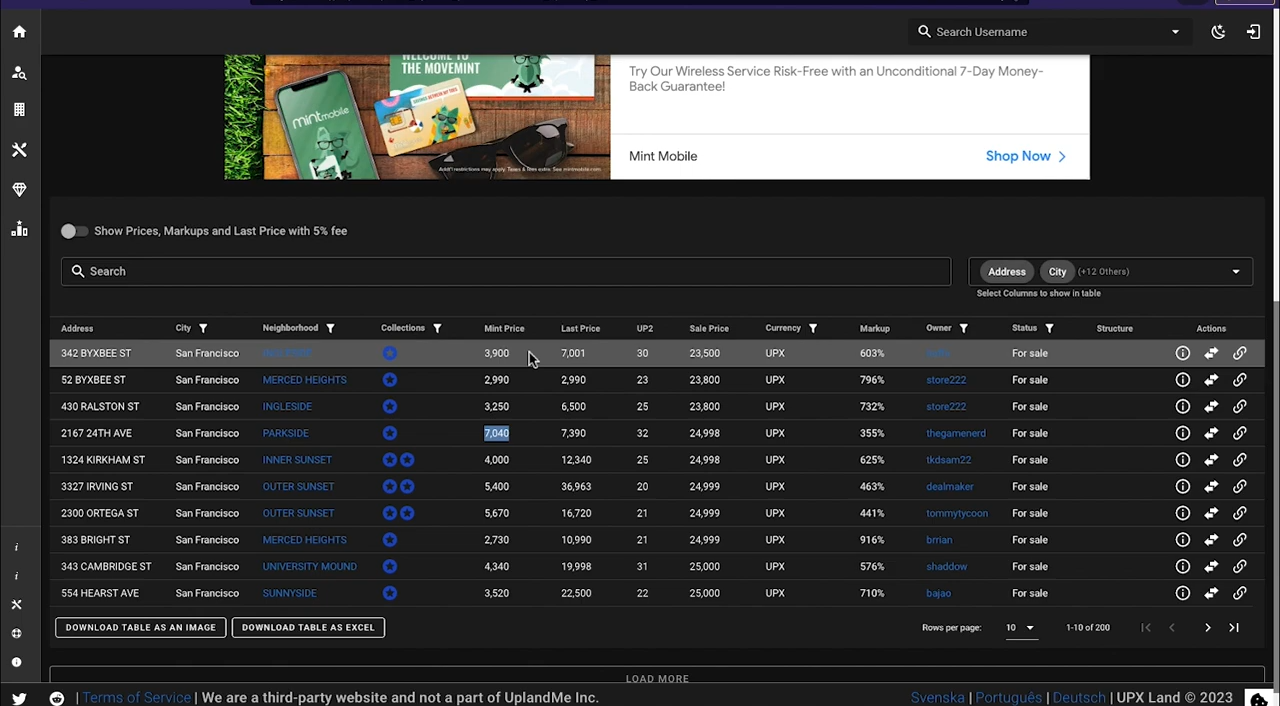 Search Username
WELCOME TO
THE MOVEMINT
mintmobile
Try Our Wireless Service Risk-Free with an Unconditional 7-Day Money-
Back Guarantee!
Mint Mobile
Shop Now
Show Prices, Markups and Last Price with 5% fee
Search
Address City (+12 Others)
Select Columns to show in table
Address City Neighborhood Collections Mint Price Last Price UP2 Sale Price Currency Markup Owner Status Structure Actions
342 BYXBEE ST San Francisco INGLESIDE 3,900 7,001 30 23,500 UPX 603% For sale
52 BYXBEE ST San Francisco MERCED HEIGHTS 2,990 2,990 23 23,800 UPX 796% store222 For sale
430 RALSTON ST San Francisco INGLESIDE 3,250 6,500 25 23,800 UPX 732% store222 For sale
2167 24TH AVE San Francisco PARKSIDE 7,040 7,390 32 24,998 UPX 355% thegamenerd For sale
1324 KIRKHAM ST San Francisco INNER SUNSET 4,000 12,340 25 24,998 UPX 625% tkdsam22 For sale
3327 IRVING ST San Francisco OUTER SUNSET 5,400 36,963 20 24,999 UPX 463% dealmaker For sale
2300 ORTEGA ST San Francisco OUTER SUNSET 5,670 16,720 21 24,999 UPX 441% tommytycoon For sale
383 BRIGHT ST San Francisco MERCED HEIGHTS 2,730 10,990 21 24,999 UPX 916% brrian For sale
343 CAMBRIDGE ST San Francisco UNIVERSITY MOUND 4,340 19,998 31 25,000 UPX 576% shaddow For sale
554 HEARST AVE San Francisco SUNNYSIDE 3,520 22,500 22 25,000 UPX 710% bajao For sale
DOWNLOAD TABLE AS AN IMAGE DOWNLOAD TABLE AS EXCEL Rows per page: 10 1-10 of 200
LOAD MORE
| Terms of Service | We are a third-party website and not a part of UplandMe Inc. Svenska | Português | Deutsch | UPX Land © 2023